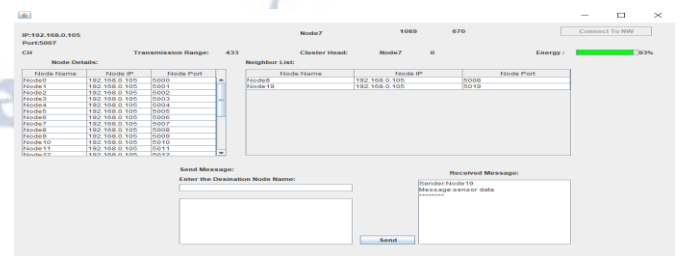 Node7 1089 670 Connect To NW
IP:192.168.0.105
Port:5007
CH Transmission Range: 433 Cluster Head: Node7 0 Energy : 93%
Node Details: Neighbor List:
Node Name Node IP Node Port
Node0 192.168.0.105 5000
Node1 192.168.0.105 5001
Node2 192.168.0.105 5002
Node3 192.168.0.105 5003
Node4 192.168.0.105 5004
Node5 192.168.0.105 5005
Node6 192.168.0.105 5006
Node7 192.168.0.105 5007
Node8 192.168.0.105 5008
Node9 192.168.0.105 5009
Node10 192.168.0.105 5010
Node11 192.168.0.105 5011
Node12 192.168.0.105 5012
Node Name Node IP Node Port
192.168.0.105
Node19 192.168.0.105 5019
Send Message:
Enter the Desination Node Name:
Send
Received Message:
Sender:Node19
Message:sensor data
********